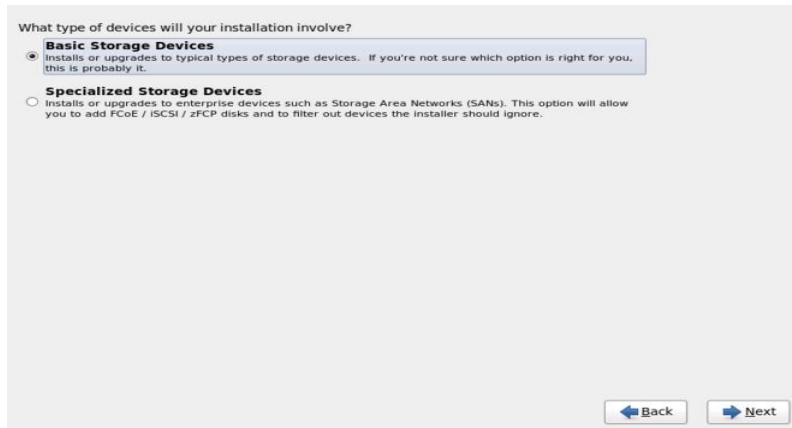 What type of devices will your installation involve?
Basic Storage Devices
Installs or upgrades to typical types of storage devices. If you're not sure which option is right for you,
this is probably it.
Specialized Storage Devices
Installs or upgrades to enterprise devices such as Storage Area Networks (SANs). This option will allow
you to add FCoE / iSCSI / zFCP disks and to filter out devices the installer should ignore.
Back Next